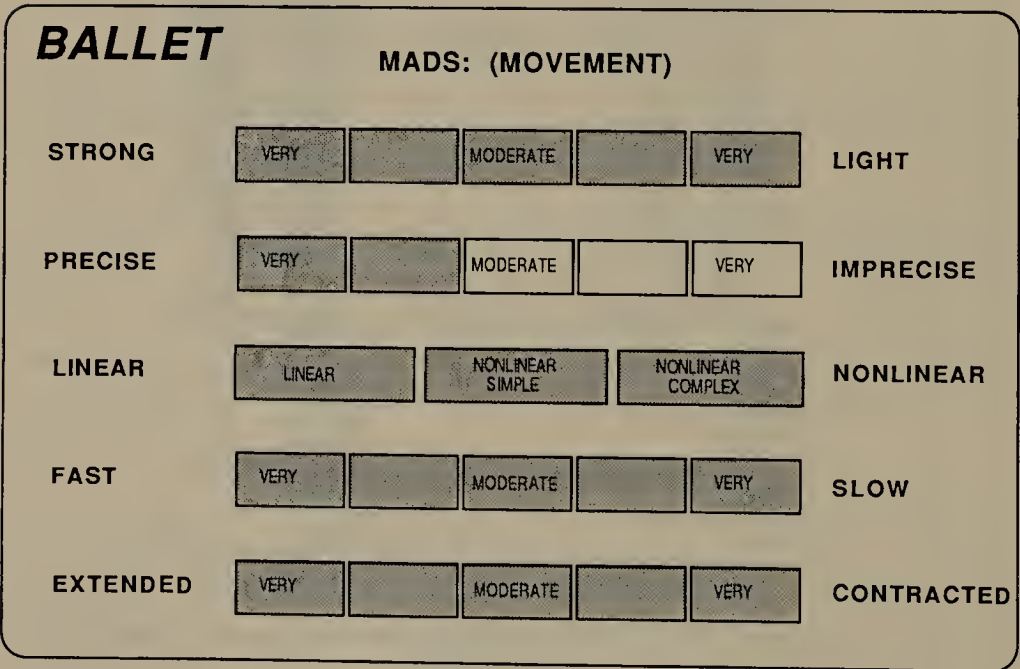 BALLET
MADS: (MOVEMENT)
STRONG VERY MODERATE VERY LIGHT
PRECISE VERY MODERATE VERY IMPRECISE
LINEAR LINEAR NONLINEAR SIMPLE NONLINEAR COMPLEX NONLINEAR
FAST VERY MODERATE VERY SLOW
EXTENDED VERY MODERATE VERY CONTRACTED